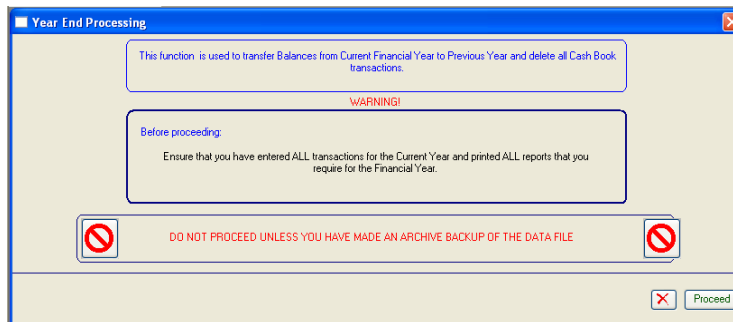 Year End Processing
This function is used to transfer Balances from Current Financial Year to Previous Year and delete all Cash Book
transactions.
WARNING!
Before proceeding:
Ensure that you have entered ALL transactions for the Current Year and printed ALL reports that you
require for the Financial Year.
DO NOT PROCEED UNLESS YOU HAVE MADE AN ARCHIVE BACKUP OF THE DATA FILE
Proceed